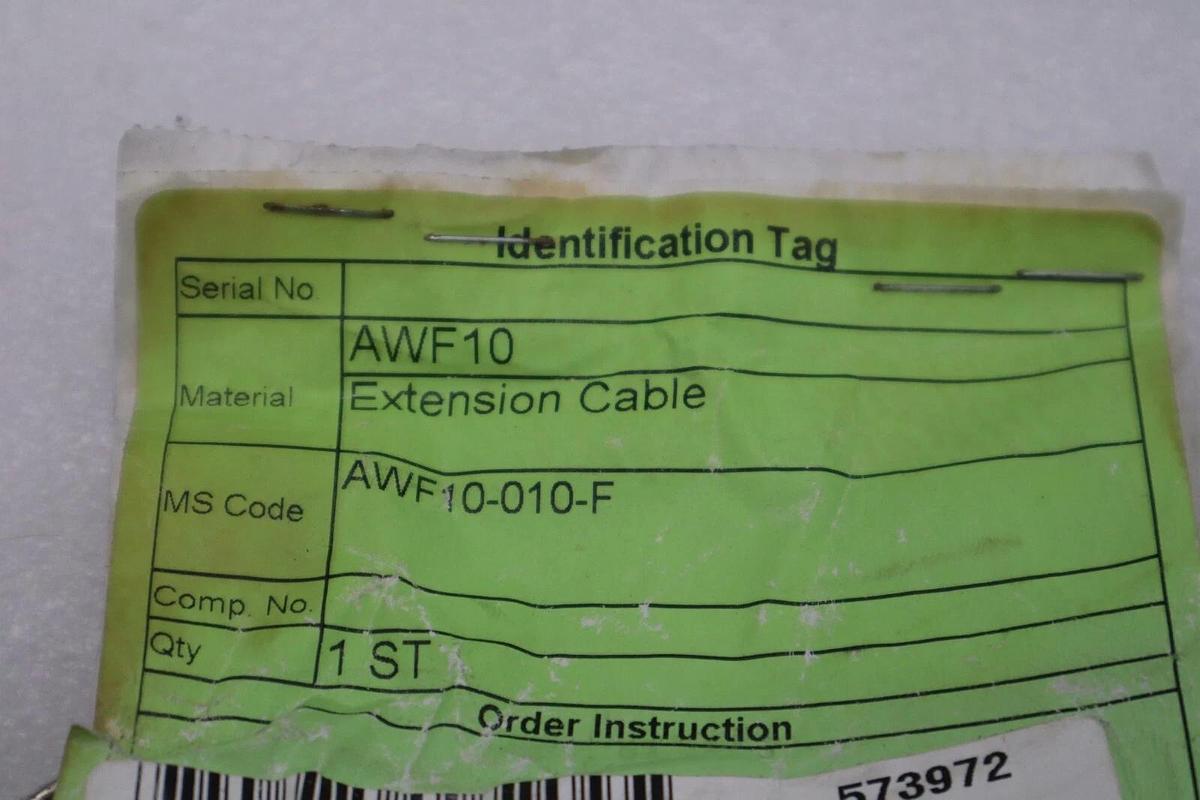 Identification Tag
Serial No.
AWF10
Material
Extension Cable
MS Code
AWF10-010-F
Comp. No.
Qty
1 ST
Order Instruction
573972